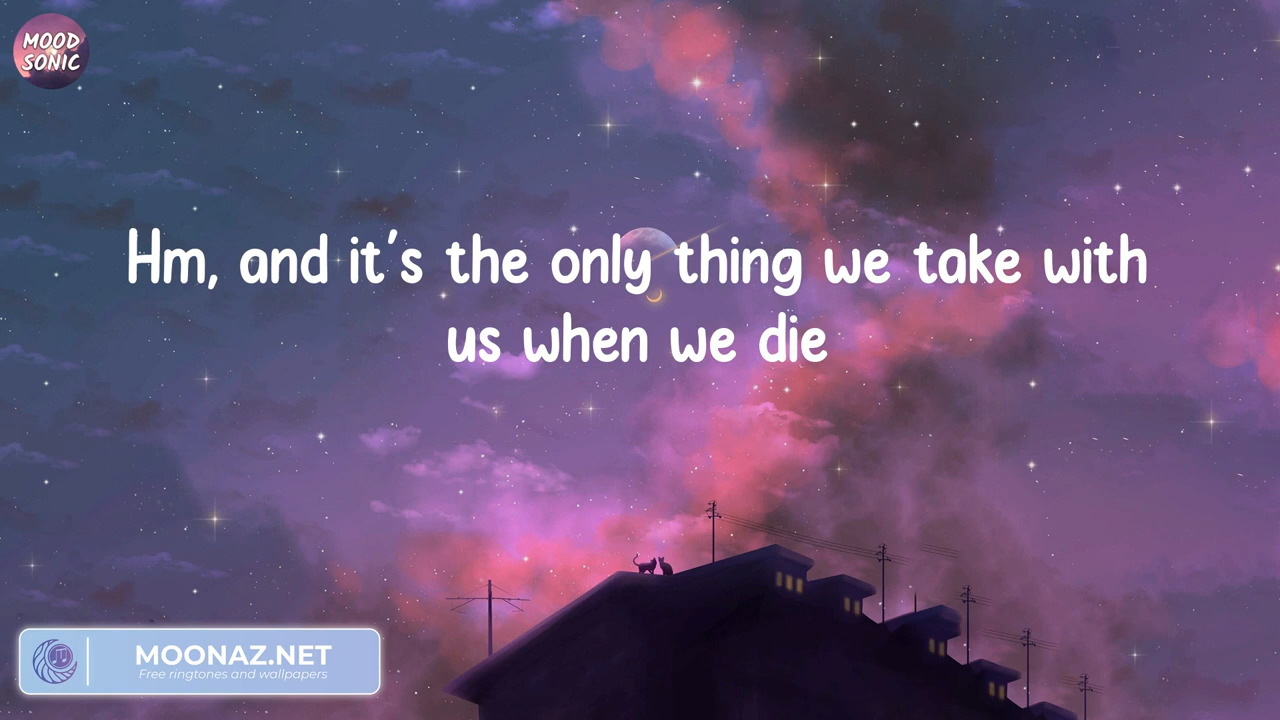 MOOD
SONIC
Hm, and it's the only thing we take with
us when we die
MOONAZ.NET
Free ringtones and wallpapers